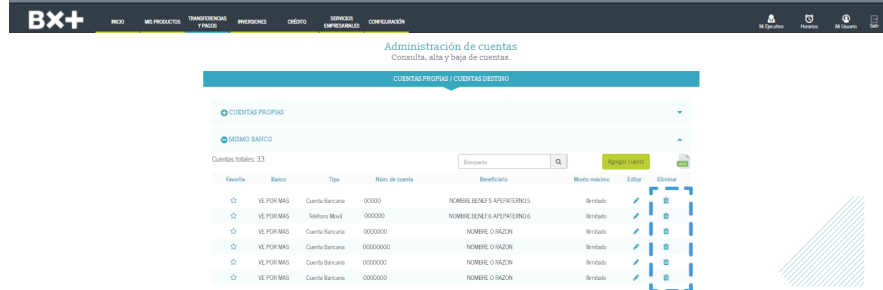 BX+
INICIO MIS PRODUCTOS TRANSFERENCIAS Y PAGOS INVERSIONES CRÉDITO SERVICIOS EMPRESARIALES CONFIGURACIÓN Mi Ejecutivo Horarios Mi Usuario Salir
Administración de cuentas
Consulta, alta y baja de cuentas.
CUENTAS PROPIAS / CUENTAS DESTINO
CUENTAS PROPIAS
MISMO BANCO
Cuentas totales. 33 Búsqueda Agregar cuenta
Favorita Banco Tipo Núm. de cuenta Beneficiario Monto máximo Editar Eliminar
VE POR MAS Cuenta Bancaria 00000 NOMBRE.BENEF.5 APEPATERNO.5 Ilimitado
VE POR MAS Teléfono Movil 000000 NOMBRE.BENEF.6 APEPATERNO.6 Ilimitado
VE POR MAS Cuenta Bancaria 0000000 NOMBRE O RAZON Ilimitado
VE POR MAS Cuenta Bancaria 00000000 NOMBRE O RAZON Ilimitado
VE POR MAS Cuenta Bancaria 0000000 NOMBRE O RAZON Ilimitado
VE POR MAS Cuenta Bancaria 0000000 NOMBRE O RAZON Ilimitado